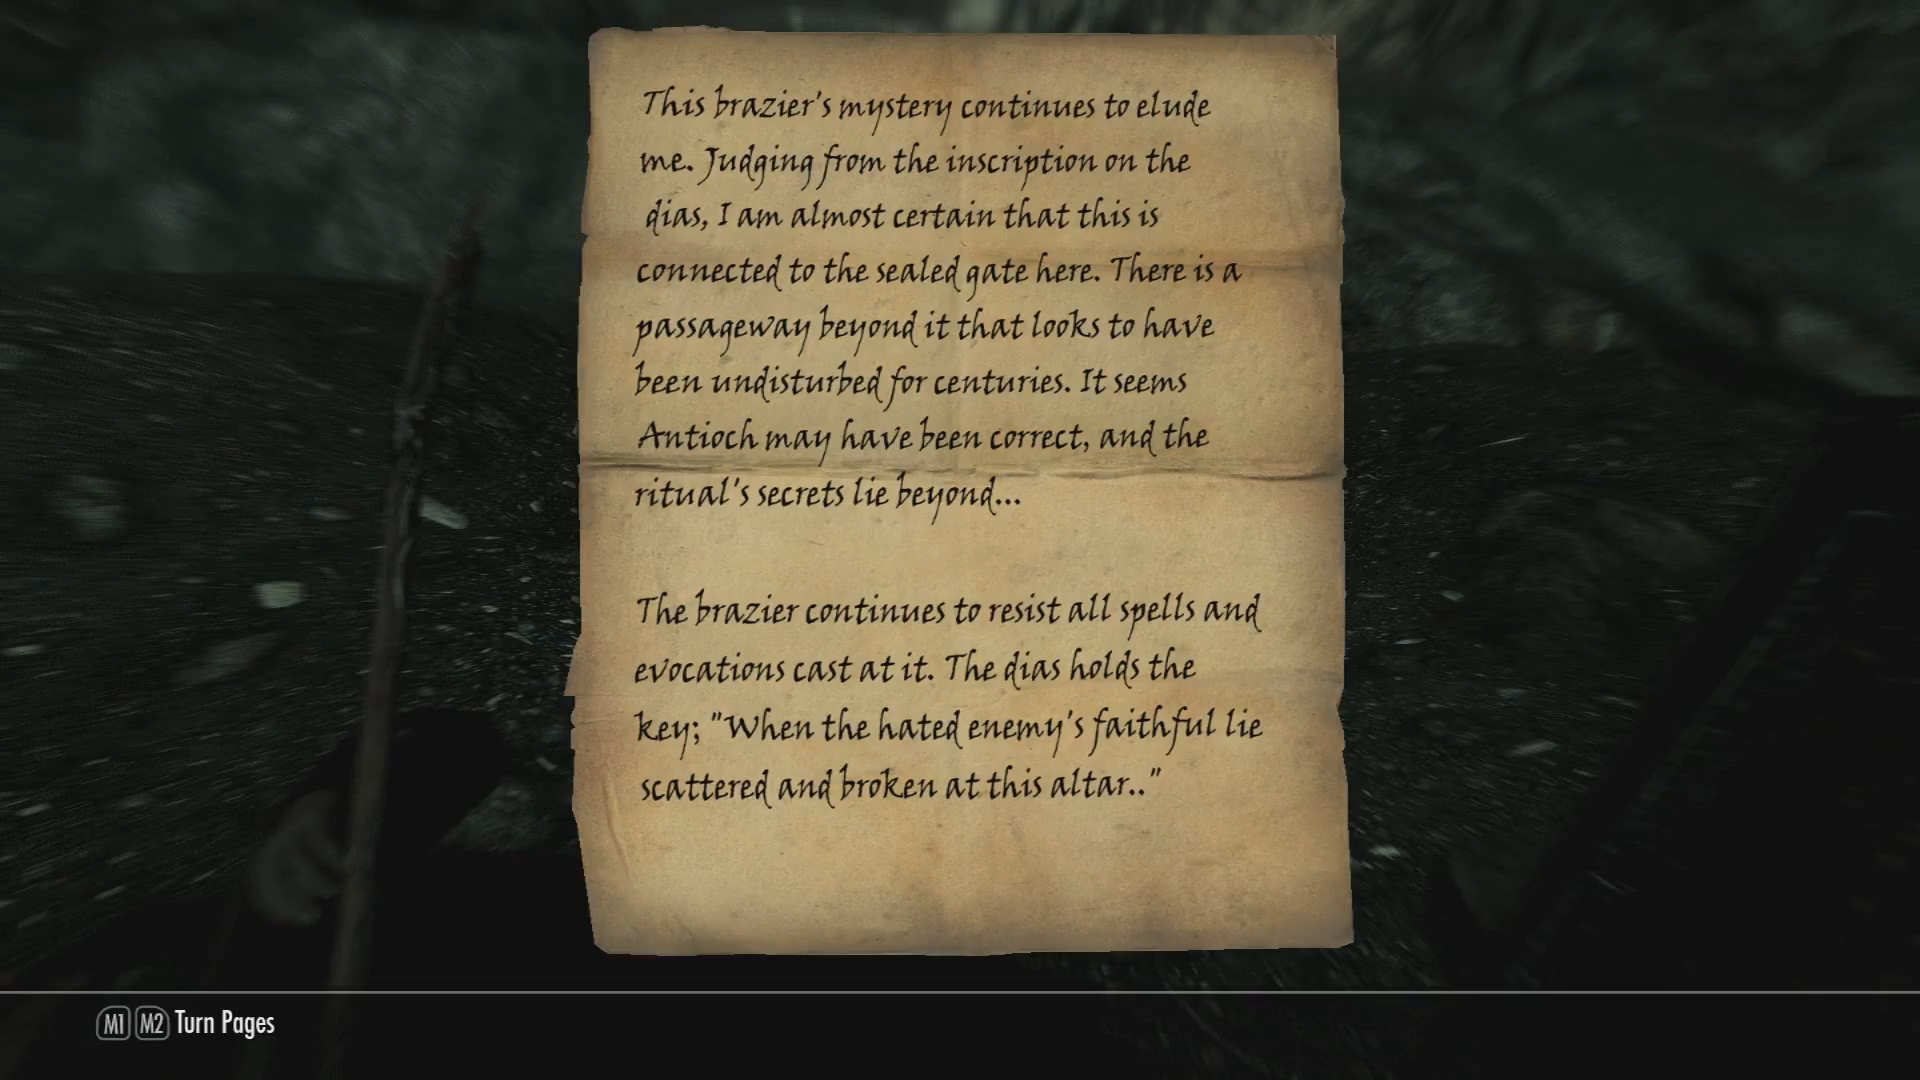 This brazier's mystery continues to elude
me. Judging from the inscription on the
dias, I am almost certain that this is
connected to the sealed gate here. There is a
passageway beyond it that looks to have
been undisturbed for centuries. It seems
Antioch may have been correct, and the
ritual's secrets lie beyond...
The brazier continues to resist all spells and
evocations cast at it. The dias holds the
key; "When the hated enemy's faithful lie
scattered and broken at this altar.."
M1 M2 Turn Pages